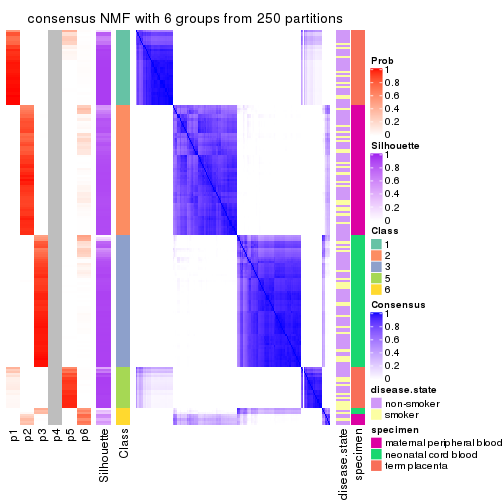 consensus NMF with 6 groups from 250 partitions
Prob
1
0.8
0.6
0.4
0.2
0
Silhouette
1
0.8
0.6
0.4
0.2
0
Class
1
2
3
5
6
Consensus
1
0.8
0.6
0.4
0.2
0
disease.state
non-smoker
smoker
specimen
maternal peripheral blood
neonatal cord blood
term placenta
p1
p2
p3
p4
p5
p6
Silhouette
Class
disease.state
specimen